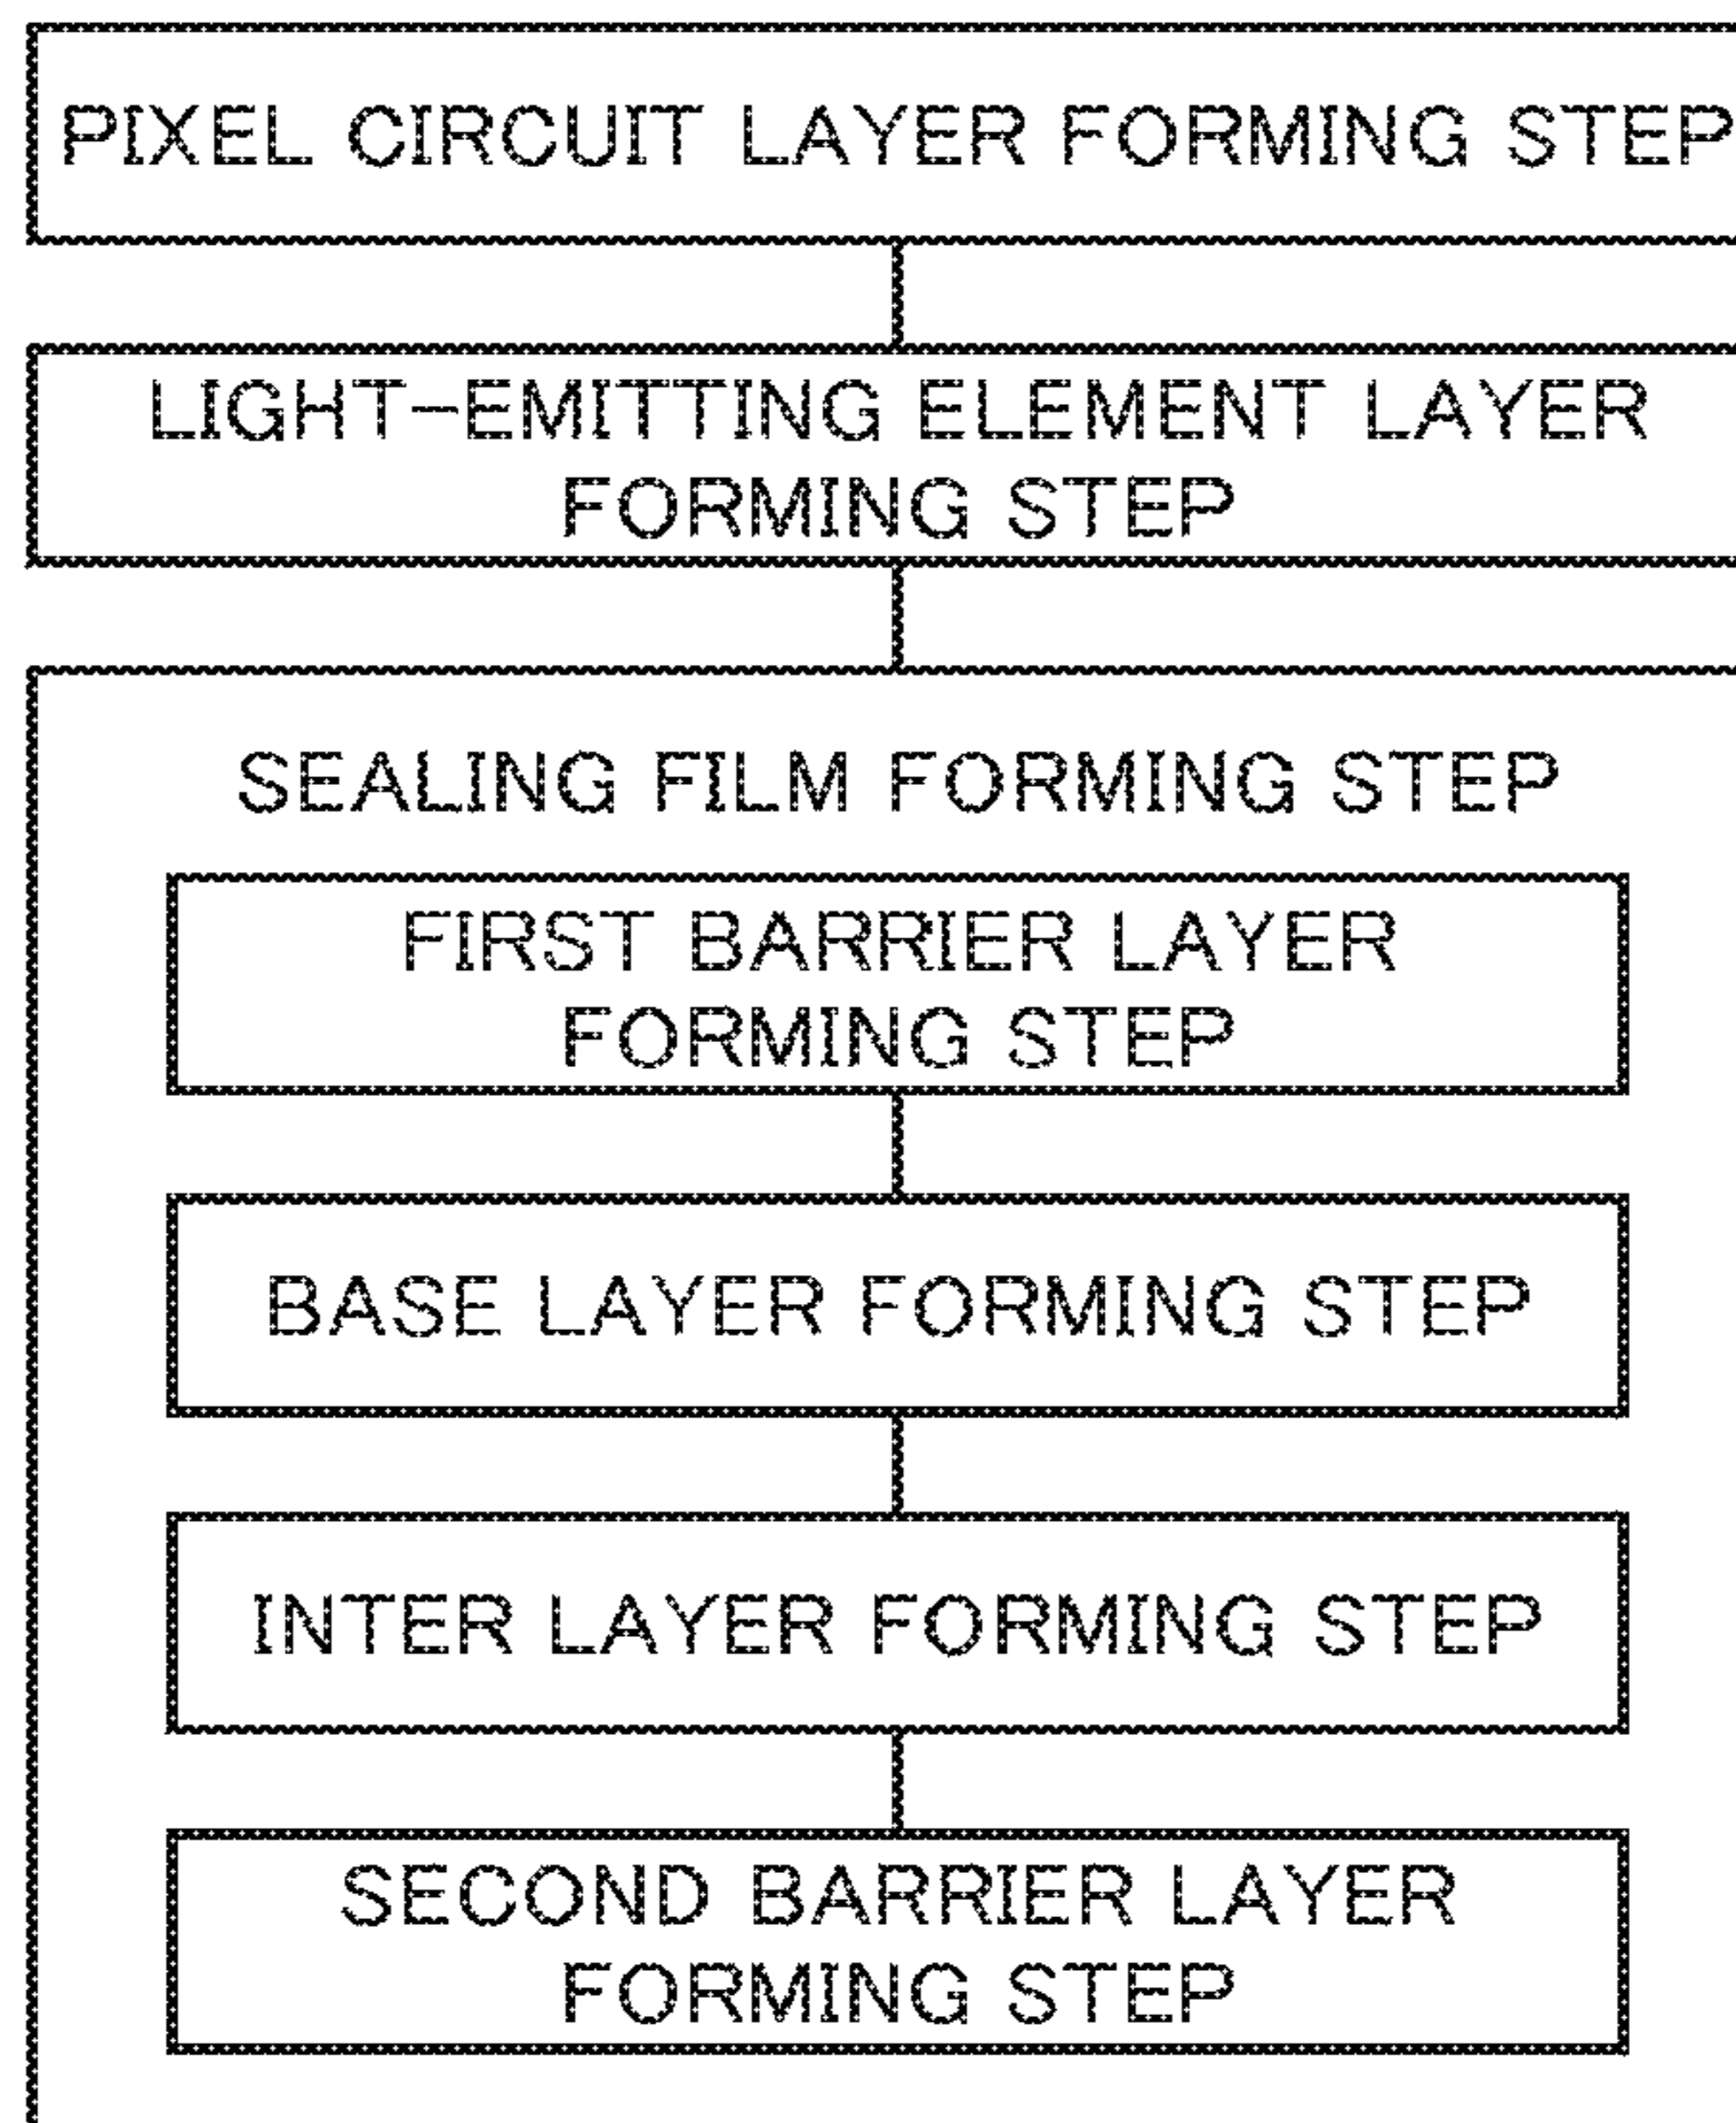 PIXEL CIRCUIT LAYER FORMING STEP
LIGHT-EMITTING ELEMENT LAYER
FORMING STEP
SEALING FILM FORMING STEP
FIRST BARRIER LAYER
FORMING STEP
BASE LAYER FORMING STEP
INTER LAYER FORMING STEP
SECOND BARRIER LAYER
FORMING STEP